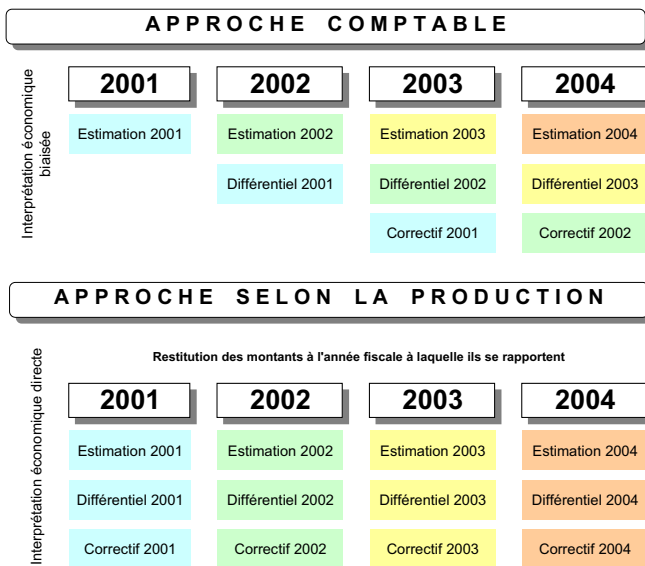 APPROCHE COMPTABLE
Interprétation économique
biaisée
2001 2002 2003 2004
Estimation 2001 Estimation 2002 Estimation 2003 Estimation 2004
Différentiel 2001 Différentiel 2002 Différentiel 2003
Correctif 2001 Correctif 2002
APPROCHE SELON LA PRODUCTION
Interprétation économique directe
Restitution des montants à l'année fiscale à laquelle ils se rapportent
2001 2002 2003 2004
Estimation 2001 Estimation 2002 Estimation 2003 Estimation 2004
Différentiel 2001 Différentiel 2002 Différentiel 2003 Différentiel 2004
Correctif 2001 Correctif 2002 Correctif 2003 Correctif 2004